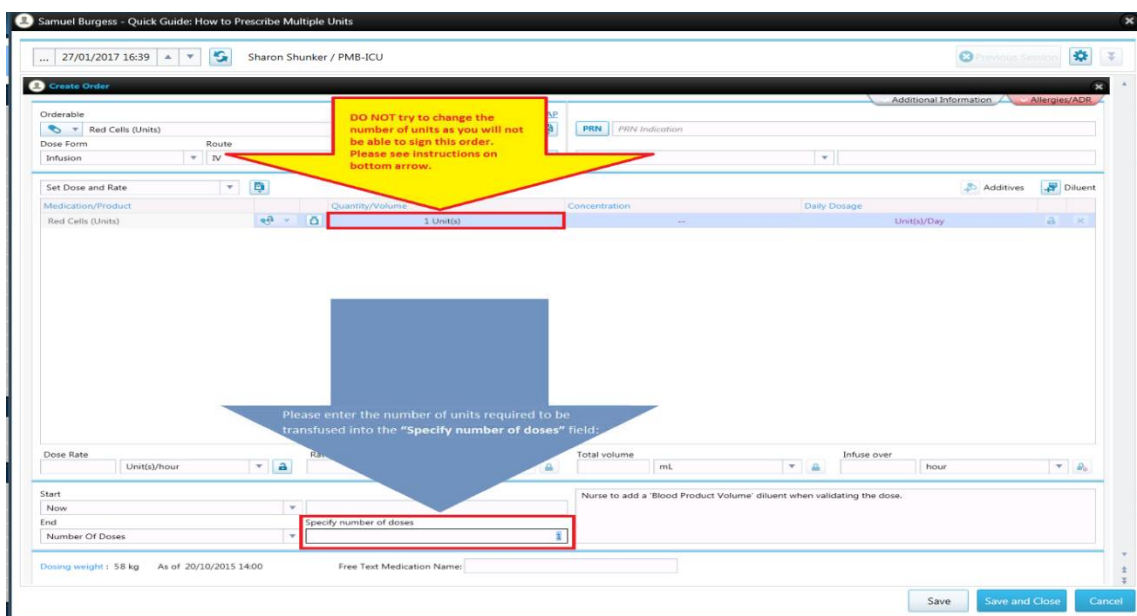 Samuel Burgess - Quick Guide: How to Prescribe Multiple Units
... 27/01/2017 16:39 Sharon Shunker / PMB-ICU Previous Session
Create Order
Additional Information Allergies/ADR
Orderable
Red Cells (Units)
PRN PRN Indication
Dose Form Route
Infusion IV
DO NOT try to change the
number of units as you will not
be able to sign this order.
Please see instructions on
bottom arrow.
Set Dose and Rate Additives Diluent
Medication/Product Quantity/Volume Concentration Daily Dosage
Red Cells (Units) 1 Unit(s) -- Unit(s)/Day
Please enter the number of units required to be
transfused into the "Specify number of doses" field:
Dose Rate Total volume Infuse over
Unit(s)/hour mL hour
Start
Now
Nurse to add a 'Blood Product Volume' diluent when validating the dose.
End Specify number of doses
Number Of Doses
Dosing weight : 58 kg As of 20/10/2015 14:00 Free Text Medication Name:
Save Save and Close Cancel